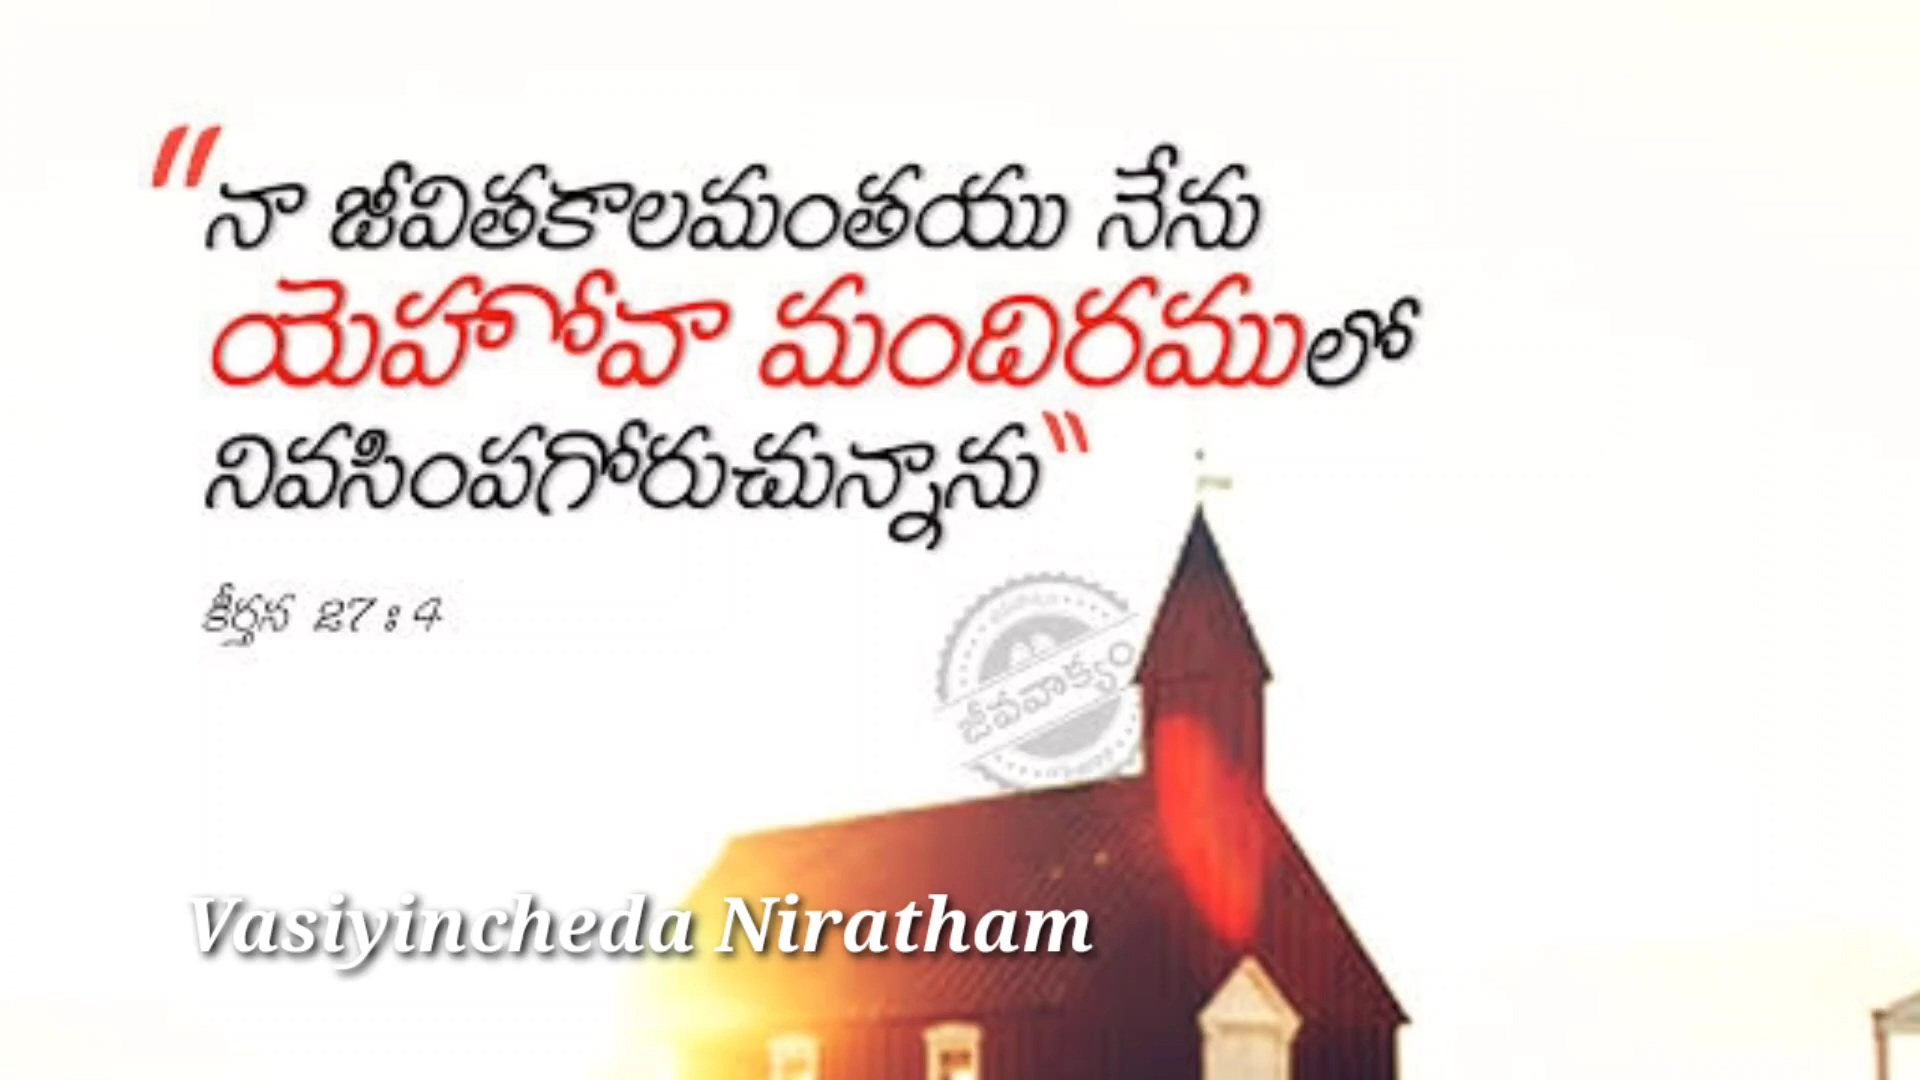 "నా జీవితకాలమంతయు నేను
యెహోవా మందిరములో
నివసింపగోరుచున్నాను"
కీర్తన 27:4
జీవవాక్యం
Vasiyincheda Niratham